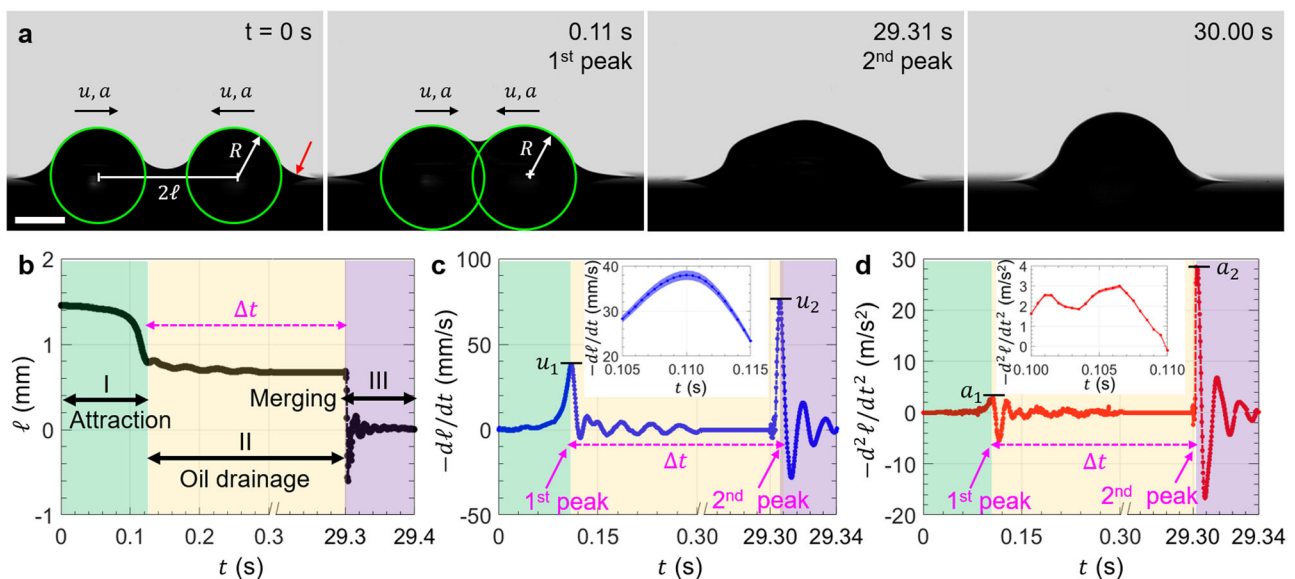 a
t = 0 s
u, a
u, a
R
2ℓ
0.11 s
1st peak
u, a
u, a
R
29.31 s
2nd peak
30.00 s
b
ℓ (mm)
2
1
0
-1
Δt
I
Attraction
II
Oil drainage
Merging
III
0
0.1
0.2
0.3
29.3
29.4
t (s)
c
−dℓ/dt (mm/s)
100
50
0
-50
u1
u2
Δt
1st peak
2nd peak
−dℓ/dt (mm/s)
40
30
20
0.105
0.110
0.115
t (s)
0
0.15
0.30
29.30
29.34
t (s)
d
−d²ℓ/dt² (m/s²)
30
20
10
0
-10
-20
a1
a2
Δt
1st peak
2nd peak
−d²ℓ/dt² (m/s²)
4
3
2
1
0
0.100
0.105
0.110
t (s)
0
0.15
0.30
29.30
29.34
t (s)